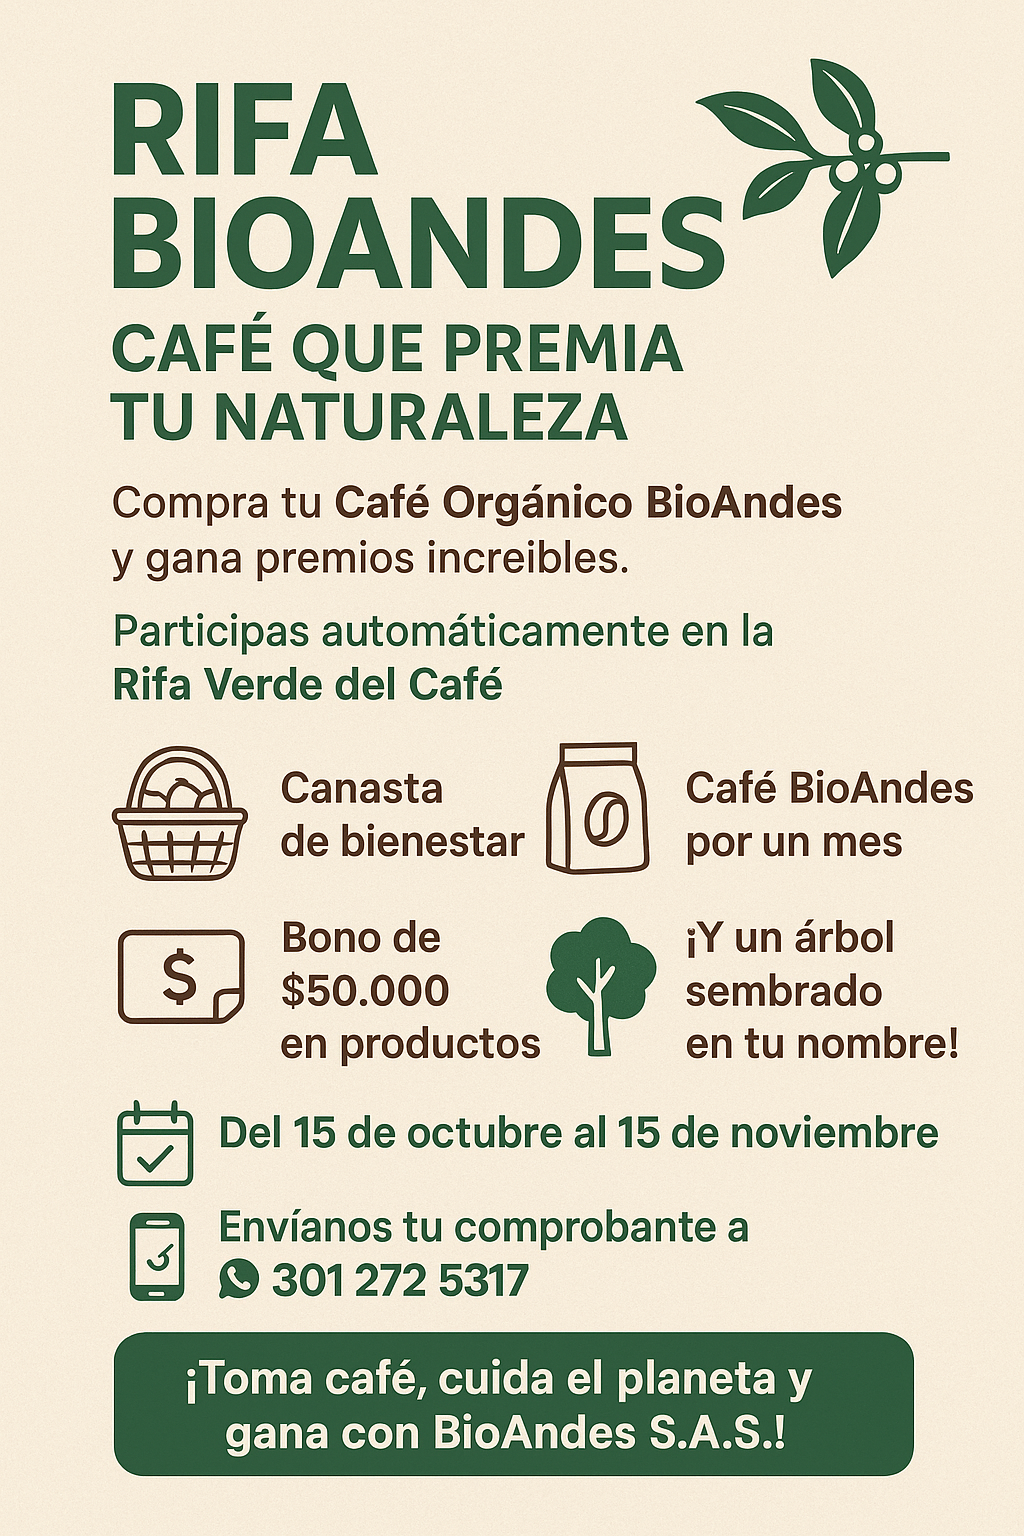 RIFA
BIOANDES
CAFÉ QUE PREMIA
TU NATURALEZA
Compra tu Café Orgánico BioAndes
y gana premios increibles.
Participas automáticamente en la
Rifa Verde del Café
Canasta
de bienestar
Café BioAndes
por un mes
$
Bono de
$50.000
en productos
¡Y un árbol
sembrado
en tu nombre!
Del 15 de octubre al 15 de noviembre
Envíanos tu comprobante a
301 272 5317
¡Toma café, cuida el planeta y
gana con BioAndes S.A.S.!